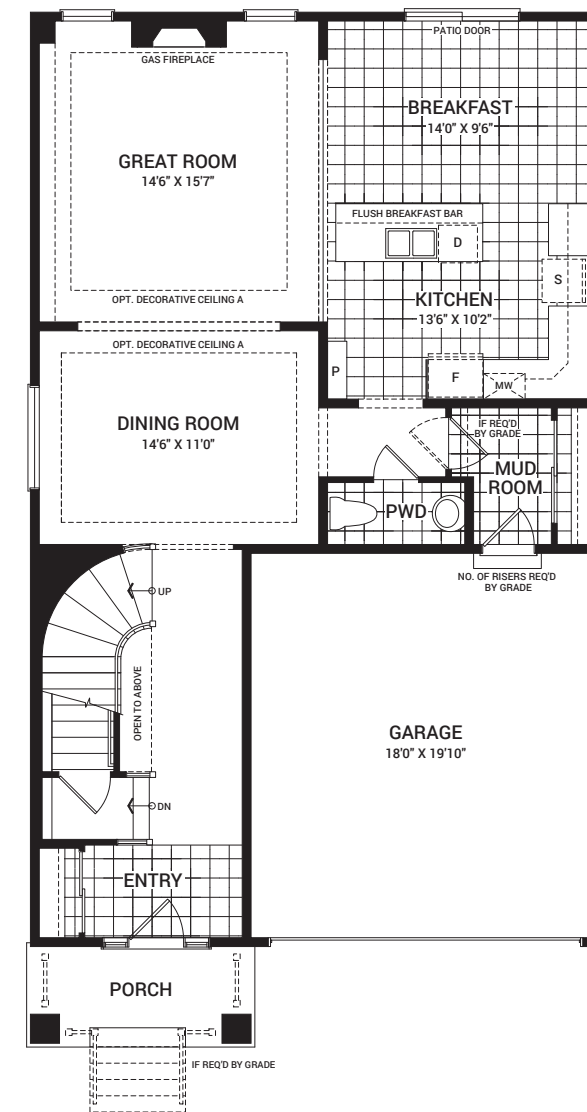 PATIO DOOR
GAS FIREPLACE
BREAKFAST
14'0" X 9'6"
GREAT ROOM
14'6" X 15'7"
FLUSH BREAKFAST BAR
D
S
KITCHEN
13'6" X 10'2"
OPT. DECORATIVE CEILING A
OPT. DECORATIVE CEILING A
P
F
MW
DINING ROOM
14'6" X 11'0"
IF REQ'D
BY GRADE
MUD
ROOM
PWD
NO. OF RISERS REQ'D
BY GRADE
UP
OPEN TO ABOVE
GARAGE
18'0" X 19'10"
DN
ENTRY
PORCH
IF REQ'D BY GRADE